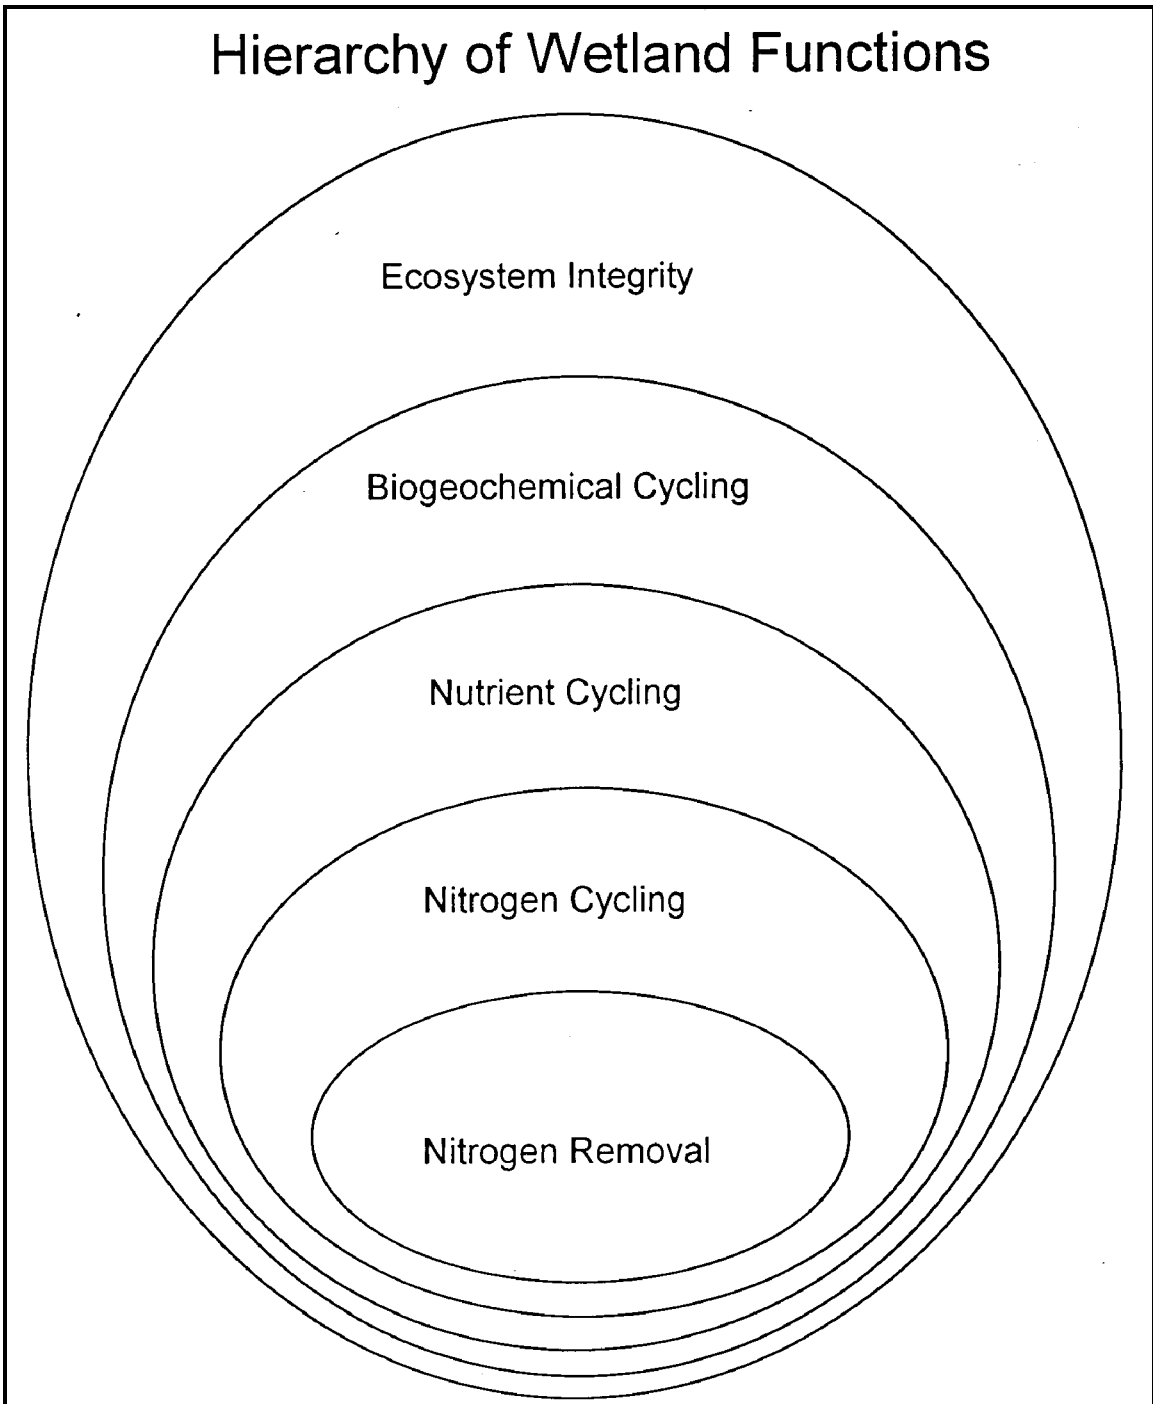 Hierarchy of Wetland Functions
Ecosystem Integrity
Biogeochemical Cycling
Nutrient Cycling
Nitrogen Cycling
Nitrogen Removal